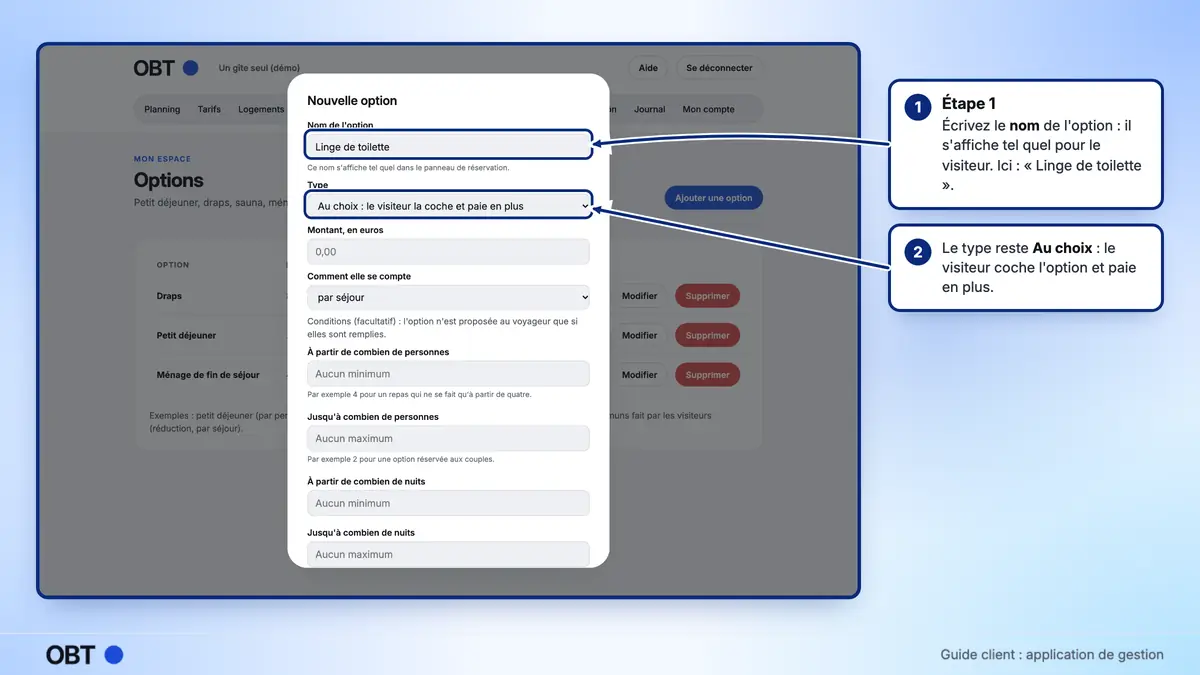 OBT
Un gîte seul (démo)
Aide
Se déconnecter
Planning
Tarifs
Logements
Journal
Mon compte
MON ESPACE
Options
Petit déjeuner, draps, sauna,
Ajouter une option
OPTION
Draps
Modifier
Supprimer
Petit déjeuner
Modifier
Supprimer
Ménage de fin de séjour
Modifier
Supprimer
Exemples : petit déjeuner (par
fait par les visiteurs
(réduction, par séjour).
Nouvelle option
Nom de l'option
Linge de toilette
Ce nom s'affiche tel quel dans le panneau de réservation.
Type
Au choix : le visiteur la coche et paie en plus
Montant, en euros
0,00
Comment elle se compte
par séjour
Conditions (facultatif) : l'option n'est proposée au voyageur que si
elles sont remplies.
À partir de combien de personnes
Aucun minimum
Par exemple 4 pour un repas qui ne se fait qu'à partir de quatre.
Jusqu'à combien de personnes
Aucun maximum
Par exemple 2 pour une option réservée aux couples.
À partir de combien de nuits
Aucun minimum
Jusqu'à combien de nuits
Aucun maximum
1
Étape 1
Écrivez le nom de l'option : il
s'affiche tel quel pour le
visiteur. Ici : « Linge de toilette
».
2
Le type reste Au choix : le
visiteur coche l'option et paie
en plus.
OBT
Guide client : application de gestion